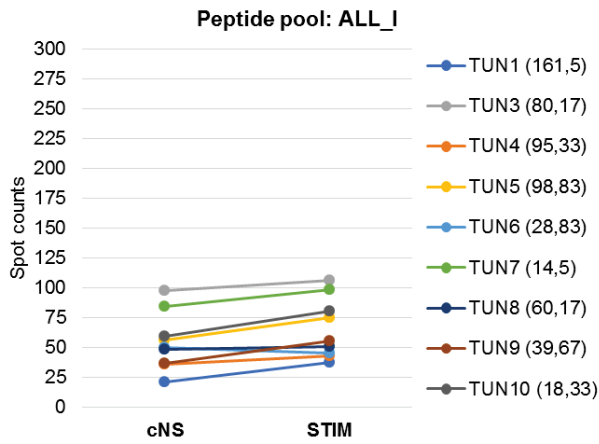 Peptide pool: ALL_I
Spot counts
300
275
250
225
200
175
150
125
100
75
50
25
0
cNS
STIM
TUN1 (161,5)
TUN3 (80,17)
TUN4 (95,33)
TUN5 (98,83)
TUN6 (28,83)
TUN7 (14,5)
TUN8 (60,17)
TUN9 (39,67)
TUN10 (18,33)